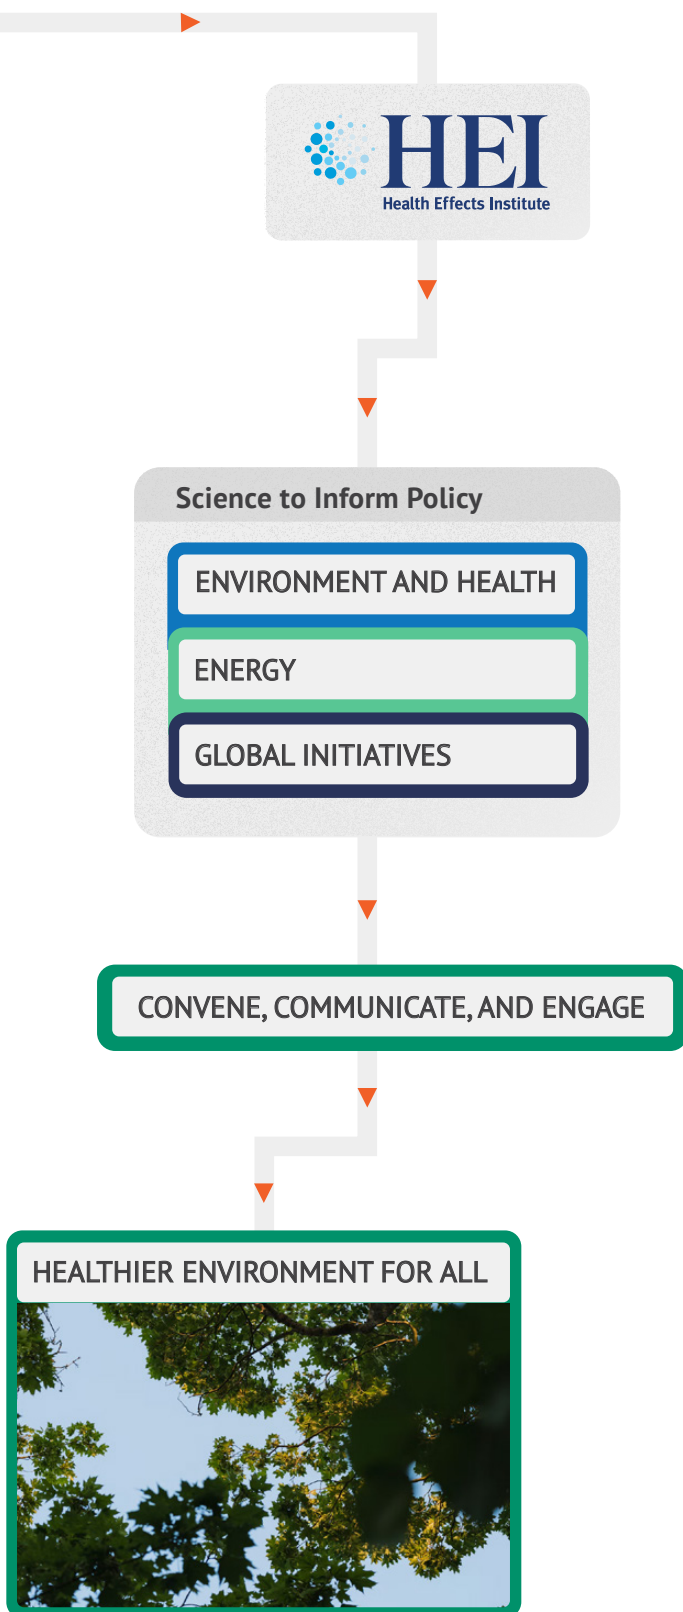 HEI
Health Effects Institute
Science to Inform Policy
ENVIRONMENT AND HEALTH
ENERGY
GLOBAL INITIATIVES
CONVENE, COMMUNICATE, AND ENGAGE
HEALTHIER ENVIRONMENT FOR ALL